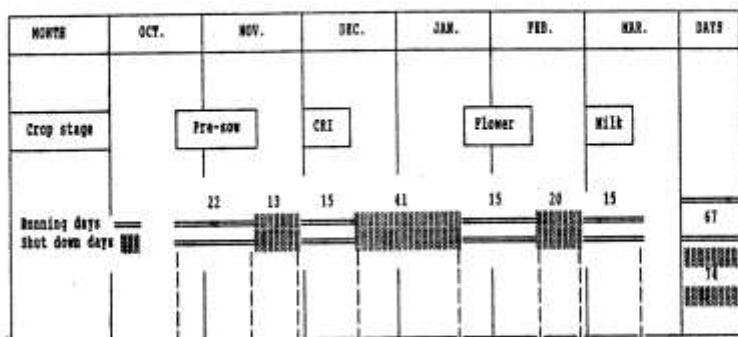 MONTH OCT. NOV. DEC. JAN. FEB. MAR. DAYS
Crop stage Pre-sow CRI Flower Milk
22 13 15 41 15 20 15
Running days 67
Shut down days 74